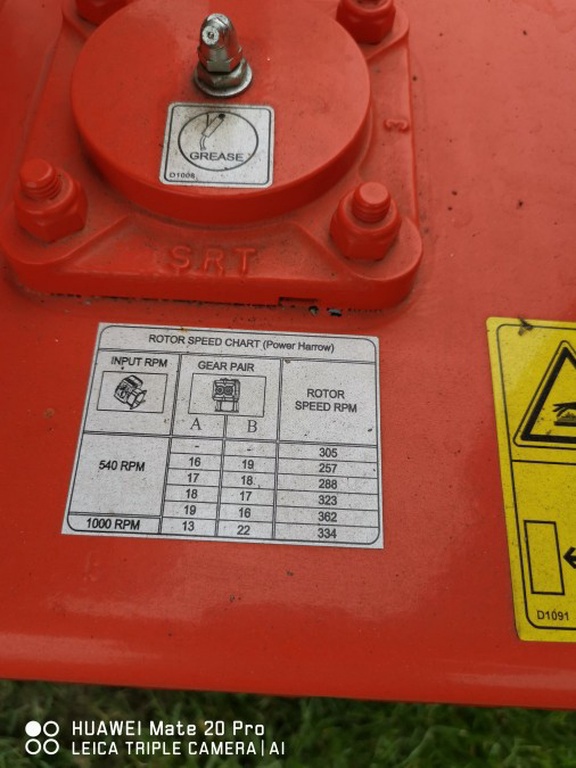 3
GREASE
D1008
SRT
ROTOR SPEED CHART (Power Harrow)
INPUT RPM GEAR PAIR ROTOR SPEED RPM
A B
540 RPM
- - 305
16 19 257
17 18 288
18 17 323
19 16 362
1000 RPM 13 22 334
D1091
HUAWEI Mate 20 Pro
LEICA TRIPLE CAMERA | AI